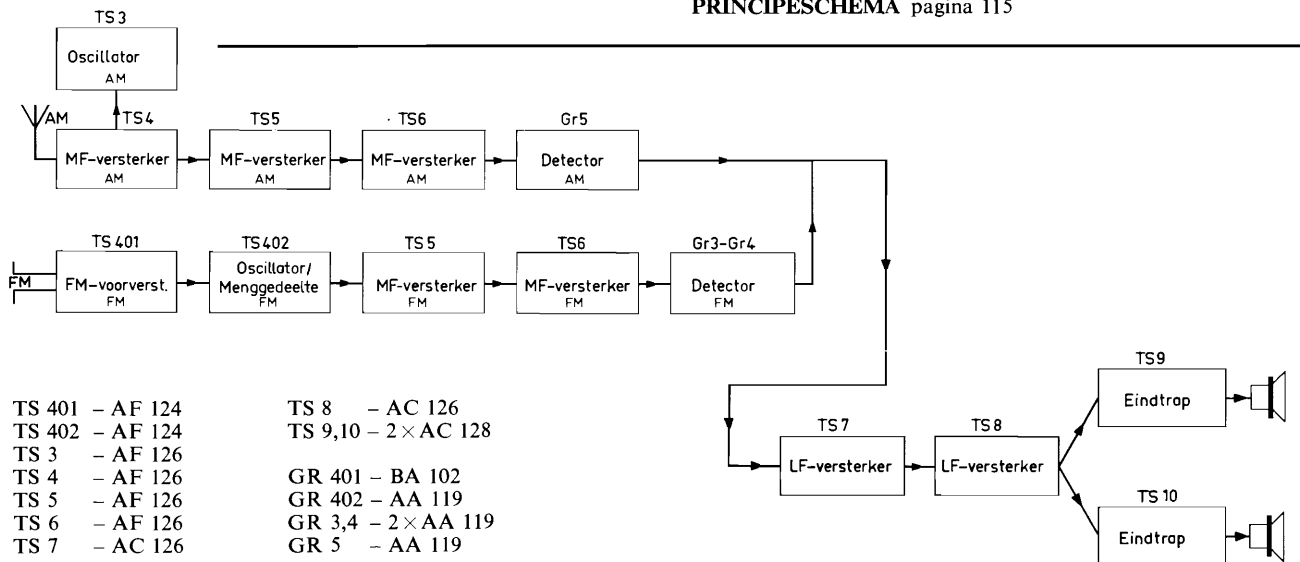 PRINCIPESCHEMA pagina 115
TS3
Oscillator
AM
AM
TS4
MF-versterker
AM
TS5
MF-versterker
AM
TS6
MF-versterker
AM
Gr5
Detector
AM
FM
TS401
FM-voorverst.
FM
TS402
Oscillator/
Menggedeelte
FM
TS5
MF-versterker
FM
TS6
MF-versterker
FM
Gr3-Gr4
Detector
FM
TS7
LF-versterker
TS8
LF-versterker
TS9
Eindtrap
TS10
Eindtrap
TS 401 – AF 124
TS 402 – AF 124
TS 3 – AF 126
TS 4 – AF 126
TS 5 – AF 126
TS 6 – AF 126
TS 7 – AC 126
TS 8 – AC 126
TS 9,10 – 2×AC 128
GR 401 – BA 102
GR 402 – AA 119
GR 3,4 – 2×AA 119
GR 5 – AA 119